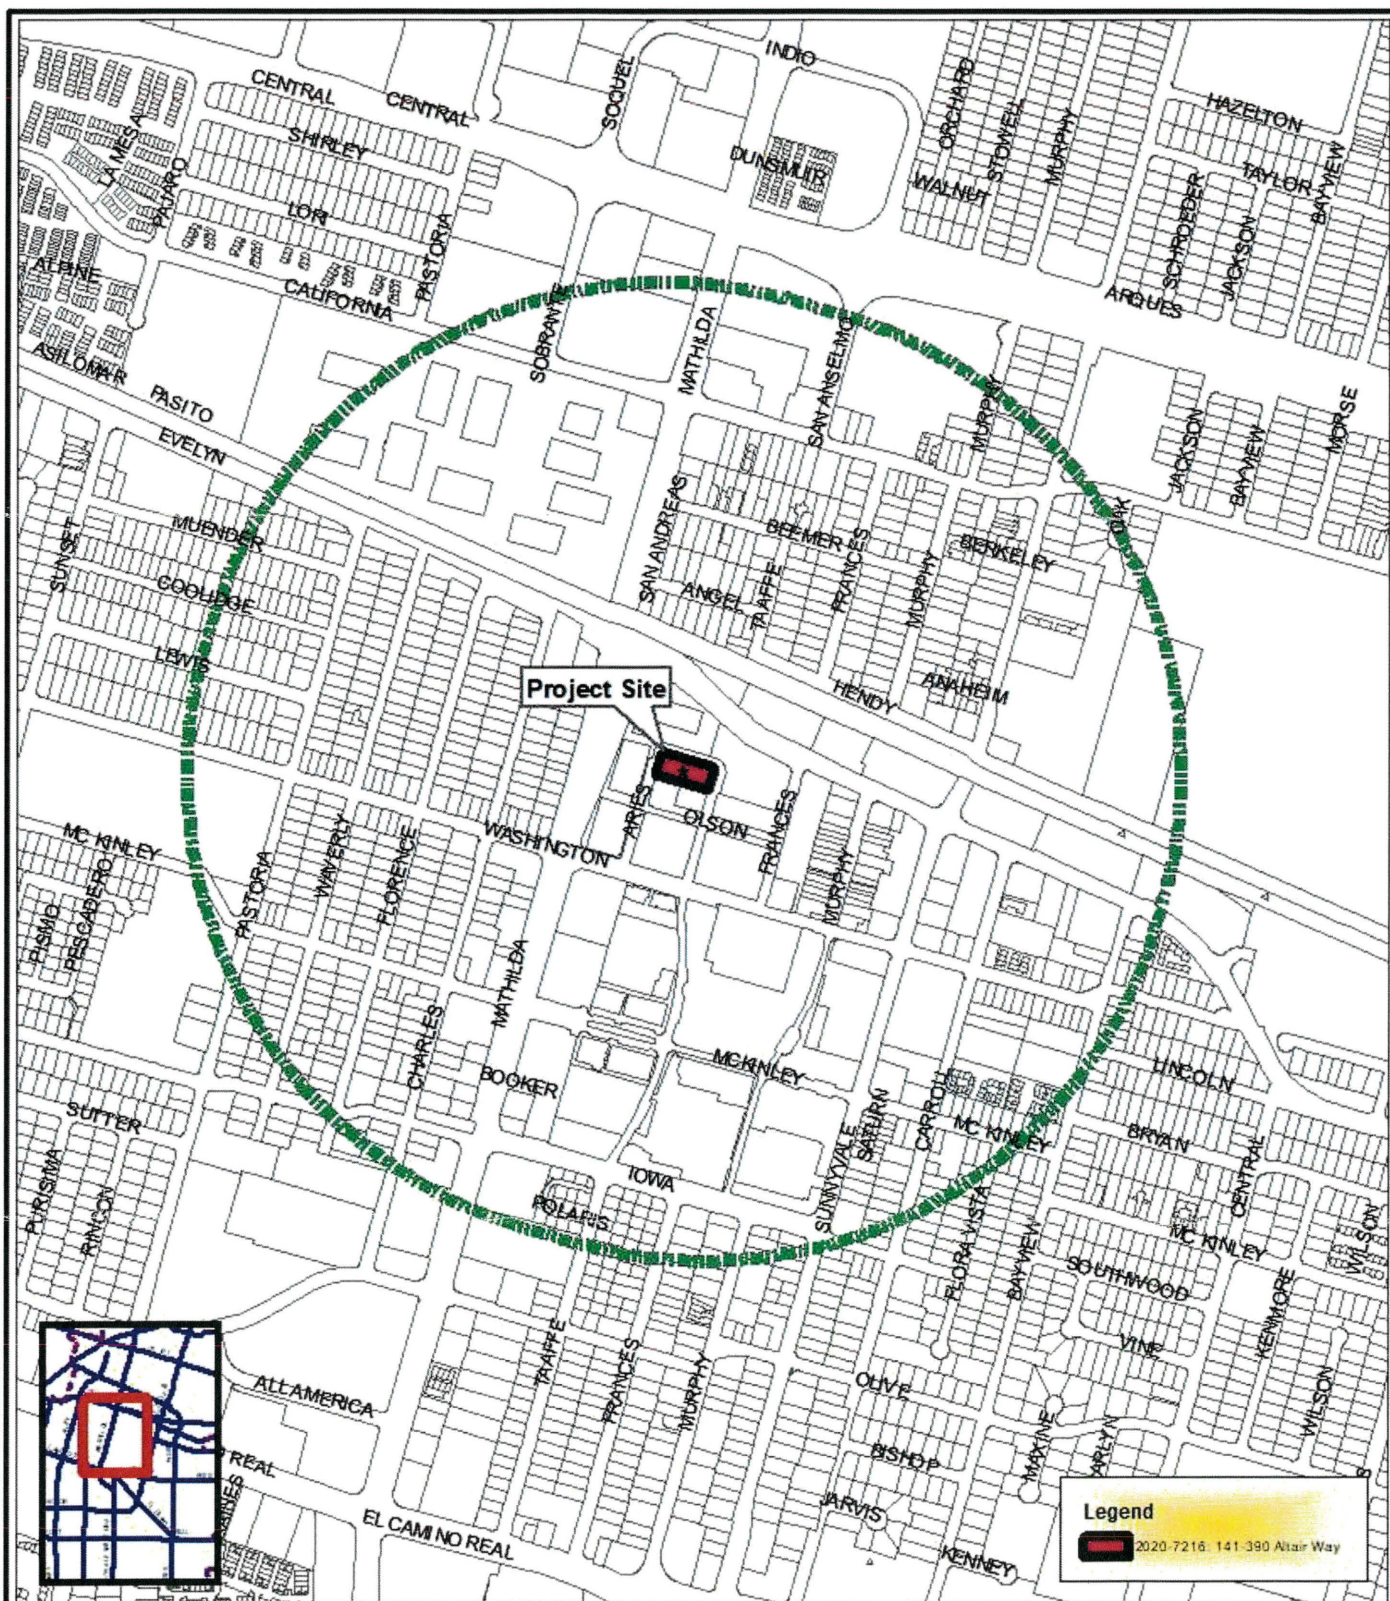 INDIO
SOQUEL
CENTRAL
CENTRAL
ORCHARD
STOWELL
MURPHY
HAZELTON
LA MESA
SHIRLEY
DUNSMUIR
WALNUT
TAYLOR
BAYVIEW
PAJARO
LORI
PASTORIA
SCHROEDER
JACKSON
ALPINE
CALIFORNIA
ARQUES
SOBRANTE
MATHILDA
SAN ANSELMO
ASILOMAR
PASITO
EVELYN
MURPHY
JACKSON
BAYVIEW
MORSE
SUNSET
MUENDER
SAN ANDREAS
BEEMER
BERKELEY
OAK
COOLIDGE
ANGEL
TAAFFE
FRANCES
MURPHY
LEWIS
HENDY
ANAHEIM
Project Site
ARIES
OLSON
FRANCES
MC KINLEY
WAVERLY
FLORENCE
WASHINGTON
MURPHY
PISMO
PESCADERO
PASTORIA
MATHILDA
CHARLES
BOOKER
MCKINLEY
LINCOLN
SUTTER
SUNNYVALE
SATURN
CARROLL
MC KINLEY
BRYAN
CENTRAL
PURISIMA
RINCON
IOWA
POLARIS
FLORA VISTA
BAYVIEW
MC KINLEY
WILSON
SOUTHWOOD
KENMORE
VINE
TAAFFE
FRANCES
MURPHY
ALL AMERICA
OLIVE
WILSON
BISHOP
MAXINE
ARLYN
REAL
JARVIS
EL CAMINO REAL
KENNEY
Legend
2020-7216: 141-390 Altair Way